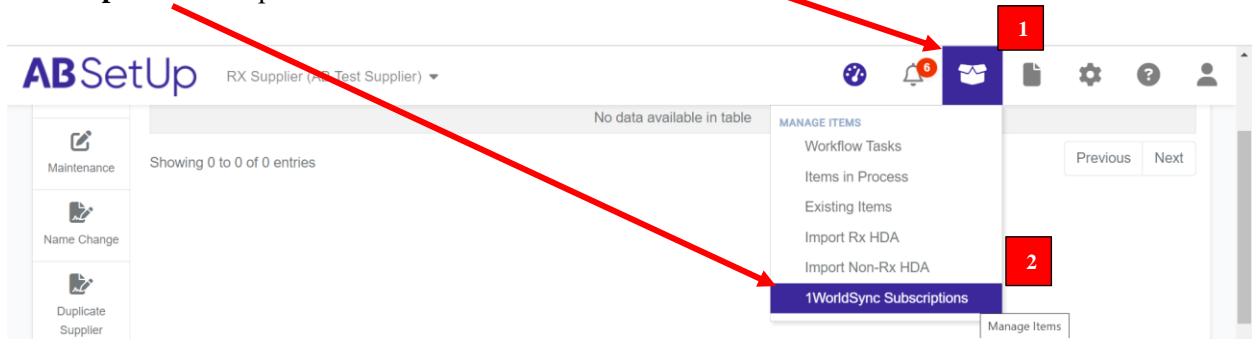 1
ABSetUp
RX Supplier (AB Test Supplier)
6
No data available in table
MANAGE ITEMS
Workflow Tasks
Items in Process
Existing Items
Import Rx HDA
Import Non-Rx HDA
1WorldSync Subscriptions
2
Manage Items
Maintenance
Showing 0 to 0 of 0 entries
Previous Next
Name Change
Duplicate
Supplier